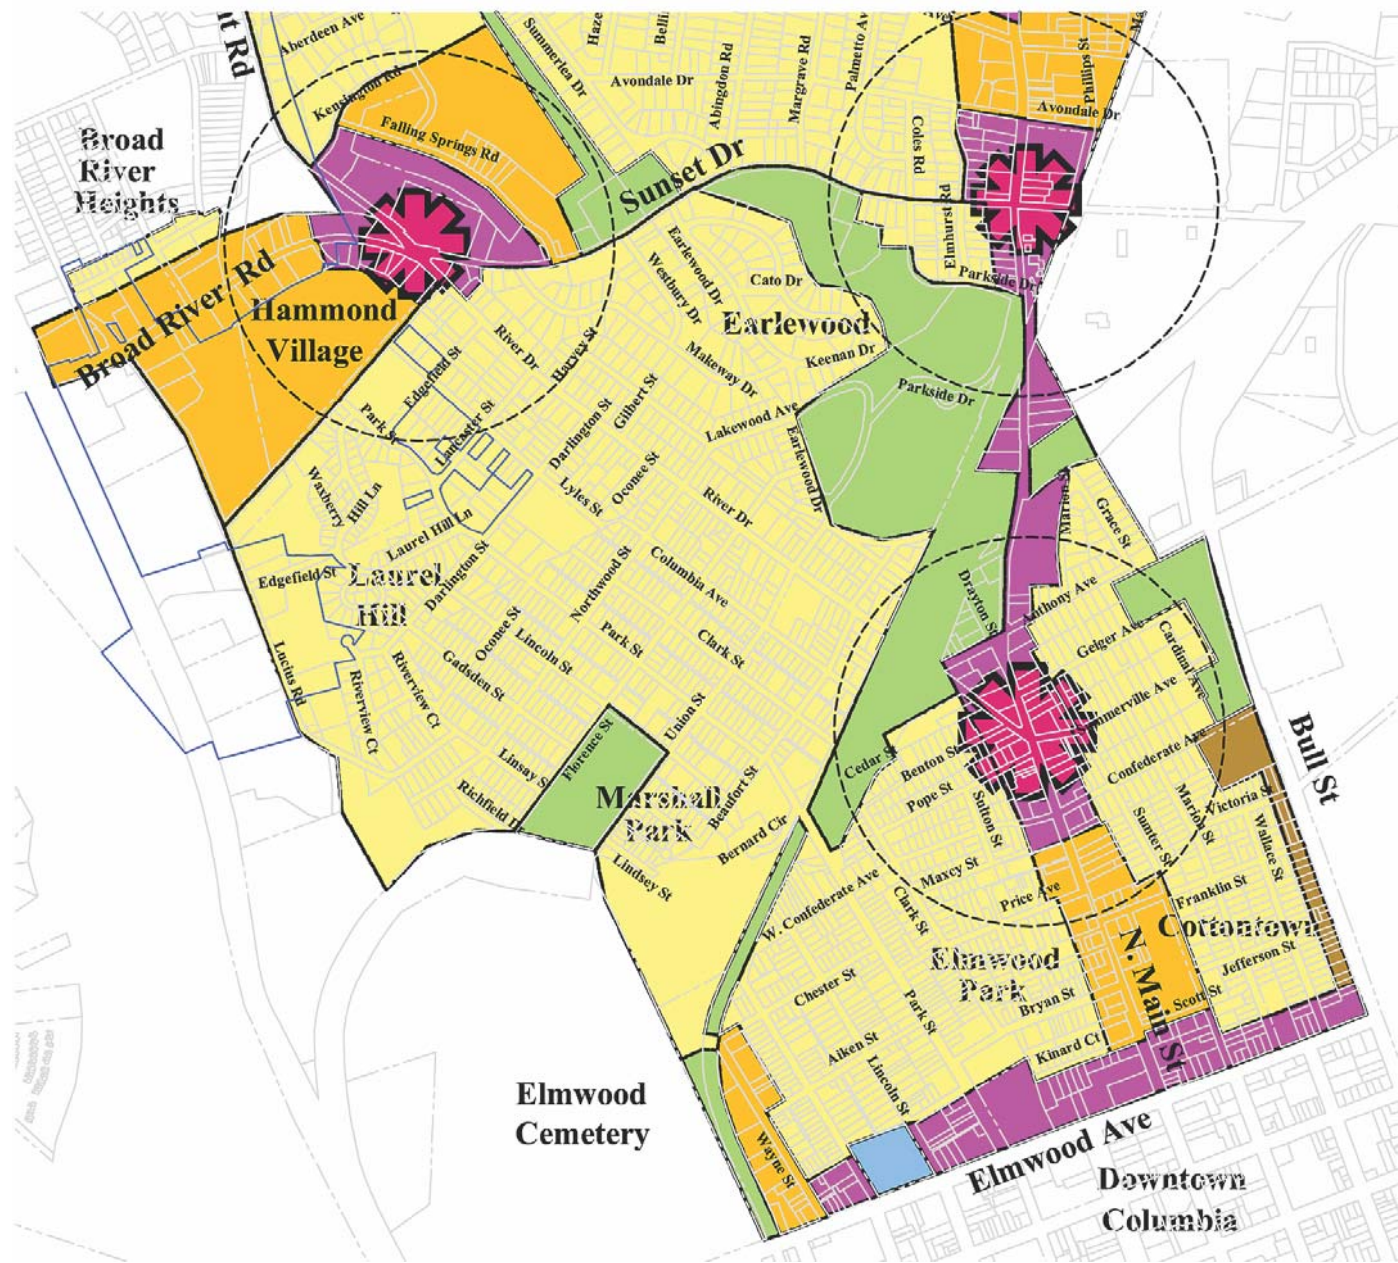 Aberdeen Ave
Summerlea Dr
Avondale Dr
Abingdon Rd
Margrave Rd
Phillips St
Avondale Dr
nt Rd
Kensington Rd
Falling Springs Rd
Coles Rd
Broad
River
Heights
Sunset Dr
Elmhurst Rd
Parkside Dr
Earlewood Dr
Westbury Dr
Cato Dr
Earlewood
Keenan Dr
Makeway Dr
Broad River Rd
Hammond
Village
River Dr
Harvey St
Edgefield St
Park St
Lancaster St
Gilbert St
Darlington St
Lakewood Ave
Parkside Dr
Earlewood Dr
Waxberry
Hill Ln
Lyles St
Oconee St
River Dr
Grace St
Laurel Hill Ln
Edgefield St
Laurel
Hill
Darlington St
Northwood St
Columbia Ave
Drayton St
Anthony Ave
Geiger Ave
Cardinal Ave
Oconee St
Lincoln St
Park St
Clark St
Gadsden St
Lucius Rd
Riverview Ct
Riverview Ct
Union St
Florence St
Linsay S
Richfield D
Cedar St
Benton St
Pope St
Sutton St
mmerville Ave
Confederate Ave
Bull St
Marshall
Park
Beaufort St
Bernard Cir
Lindsey St
Victoria S
Marion St
Sumter St
Wallace St
W. Confederate Ave
Maxcy St
Clark St
Price Ave
Franklin St
Cottontown
Jefferson St
Elmwood
Park
N. Main St
Scott St
Chester St
Park St
Bryan St
Kinard Ct
Aiken St
Lincoln St
Elmwood
Cemetery
Wayne St
Elmwood Ave
Downtown
Columbia